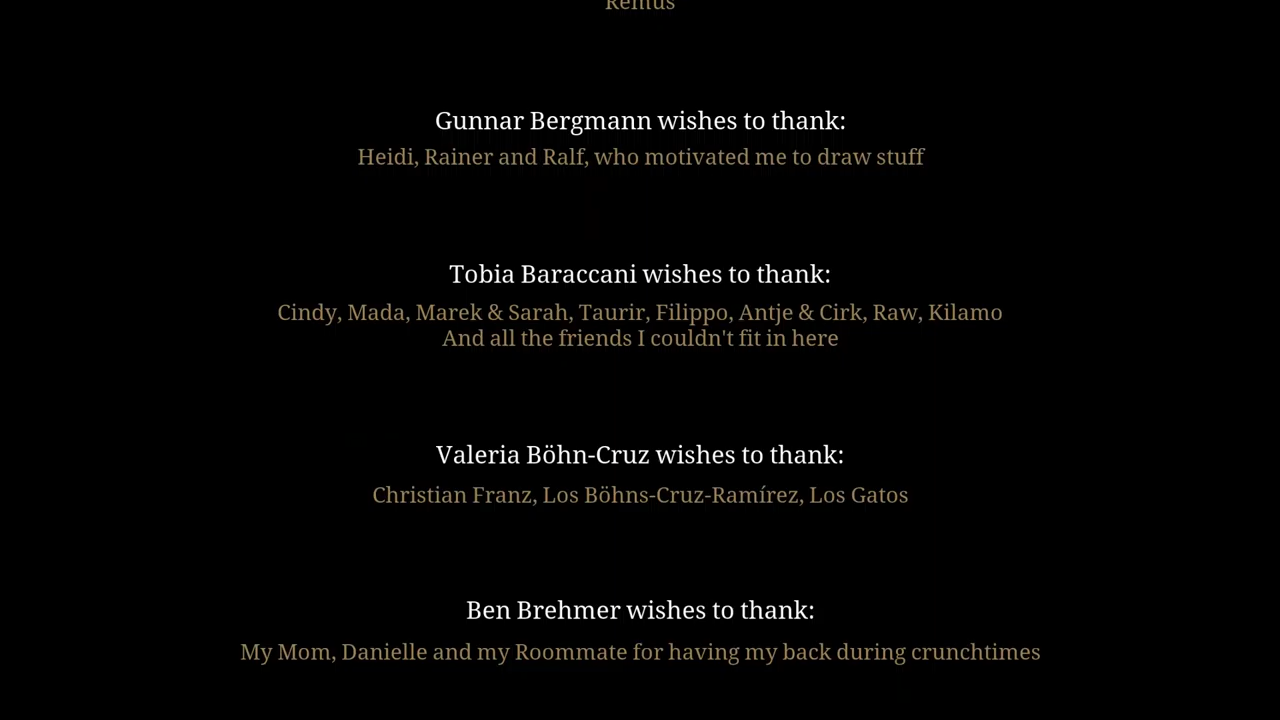 Remus
Gunnar Bergmann wishes to thank:
Heidi, Rainer and Ralf, who motivated me to draw stuff
Tobia Baraccani wishes to thank:
Cindy, Mada, Marek & Sarah, Taurir, Filippo, Antje & Cirk, Raw, Kilamo
And all the friends I couldn't fit in here
Valeria Böhn-Cruz wishes to thank:
Christian Franz, Los Böhns-Cruz-Ramírez, Los Gatos
Ben Brehmer wishes to thank:
My Mom, Danielle and my Roommate for having my back during crunchtimes